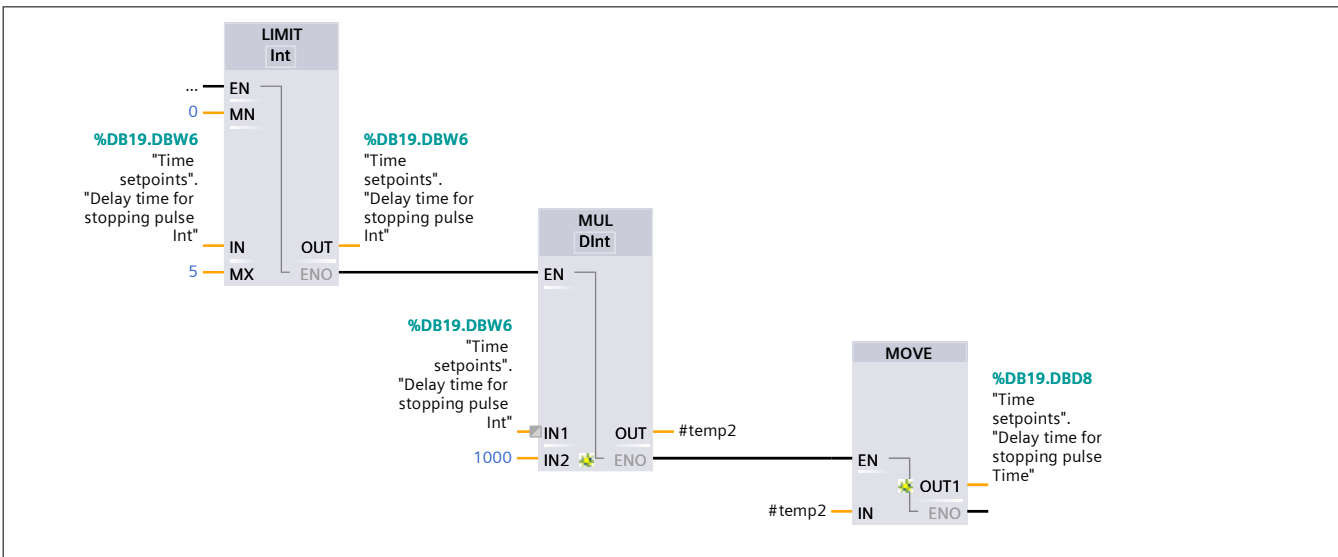 LIMIT
Int
...
EN
0
MN
%DB19.DBW6
"Time
setpoints".
"Delay time for
stopping pulse
Int"
IN
%DB19.DBW6
"Time
setpoints".
"Delay time for
stopping pulse
Int"
OUT
5
MX
ENO
MUL
DInt
EN
%DB19.DBW6
"Time
setpoints".
"Delay time for
stopping pulse
Int"
IN1
OUT
#temp2
1000
IN2
ENO
MOVE
%DB19.DBD8
"Time
setpoints".
"Delay time for
stopping pulse
Time"
EN
OUT1
#temp2
IN
ENO